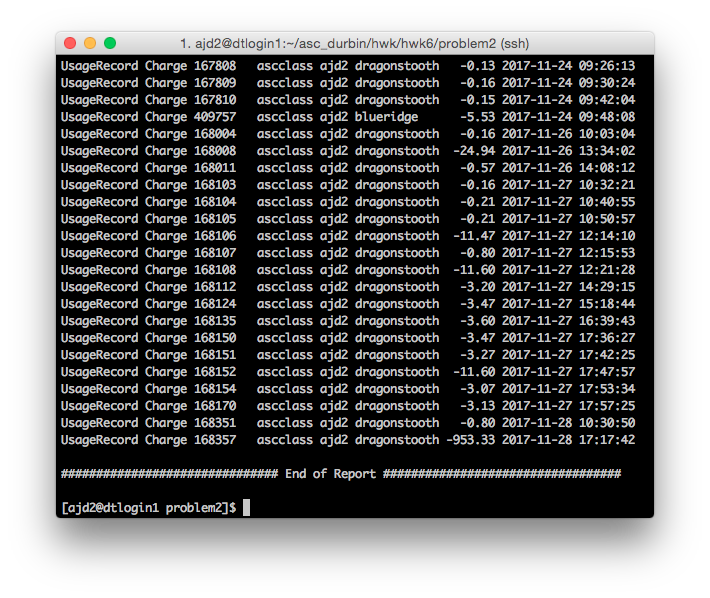 1. ajd2@dtlogin1:~/asc_durbin/hwk/hwk6/problem2 (ssh)
UsageRecord Charge 167808   ascclass ajd2 dragonstooth   -0.13 2017-11-24 09:26:13
UsageRecord Charge 167809   ascclass ajd2 dragonstooth   -0.16 2017-11-24 09:30:24
UsageRecord Charge 167810   ascclass ajd2 dragonstooth   -0.15 2017-11-24 09:42:04
UsageRecord Charge 409757   ascclass ajd2 blueridge      -5.53 2017-11-24 09:48:08
UsageRecord Charge 168004   ascclass ajd2 dragonstooth   -0.16 2017-11-26 10:03:04
UsageRecord Charge 168008   ascclass ajd2 dragonstooth  -24.94 2017-11-26 13:34:02
UsageRecord Charge 168011   ascclass ajd2 dragonstooth   -0.57 2017-11-26 14:08:12
UsageRecord Charge 168103   ascclass ajd2 dragonstooth   -0.16 2017-11-27 10:32:21
UsageRecord Charge 168104   ascclass ajd2 dragonstooth   -0.21 2017-11-27 10:40:55
UsageRecord Charge 168105   ascclass ajd2 dragonstooth   -0.21 2017-11-27 10:50:57
UsageRecord Charge 168106   ascclass ajd2 dragonstooth  -11.47 2017-11-27 12:14:10
UsageRecord Charge 168107   ascclass ajd2 dragonstooth   -0.80 2017-11-27 12:15:53
UsageRecord Charge 168108   ascclass ajd2 dragonstooth  -11.60 2017-11-27 12:21:28
UsageRecord Charge 168112   ascclass ajd2 dragonstooth   -3.20 2017-11-27 14:29:15
UsageRecord Charge 168124   ascclass ajd2 dragonstooth   -3.47 2017-11-27 15:18:44
UsageRecord Charge 168135   ascclass ajd2 dragonstooth   -3.60 2017-11-27 16:39:43
UsageRecord Charge 168150   ascclass ajd2 dragonstooth   -3.47 2017-11-27 17:36:27
UsageRecord Charge 168151   ascclass ajd2 dragonstooth   -3.27 2017-11-27 17:42:25
UsageRecord Charge 168152   ascclass ajd2 dragonstooth  -11.60 2017-11-27 17:47:57
UsageRecord Charge 168154   ascclass ajd2 dragonstooth   -3.07 2017-11-27 17:53:34
UsageRecord Charge 168170   ascclass ajd2 dragonstooth   -3.13 2017-11-27 17:57:25
UsageRecord Charge 168351   ascclass ajd2 dragonstooth   -0.80 2017-11-28 10:30:50
UsageRecord Charge 168357   ascclass ajd2 dragonstooth -953.33 2017-11-28 17:17:42
############################### End of Report ##################################
[ajd2@dtlogin1 problem2]$